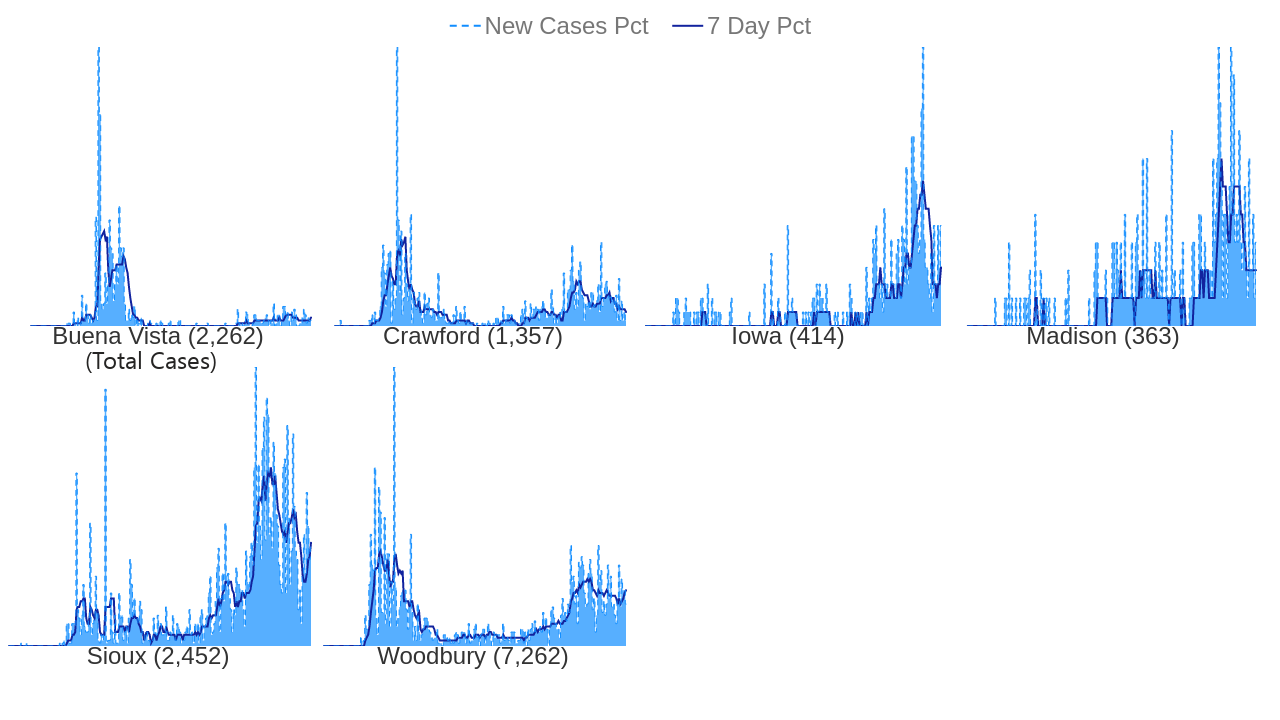 New Cases Pct 7 Day Pct
Buena Vista (2,262) Crawford (1,357) Iowa (414) Madison (363)
(Total Cases)
Sioux (2,452) Woodbury (7,262)